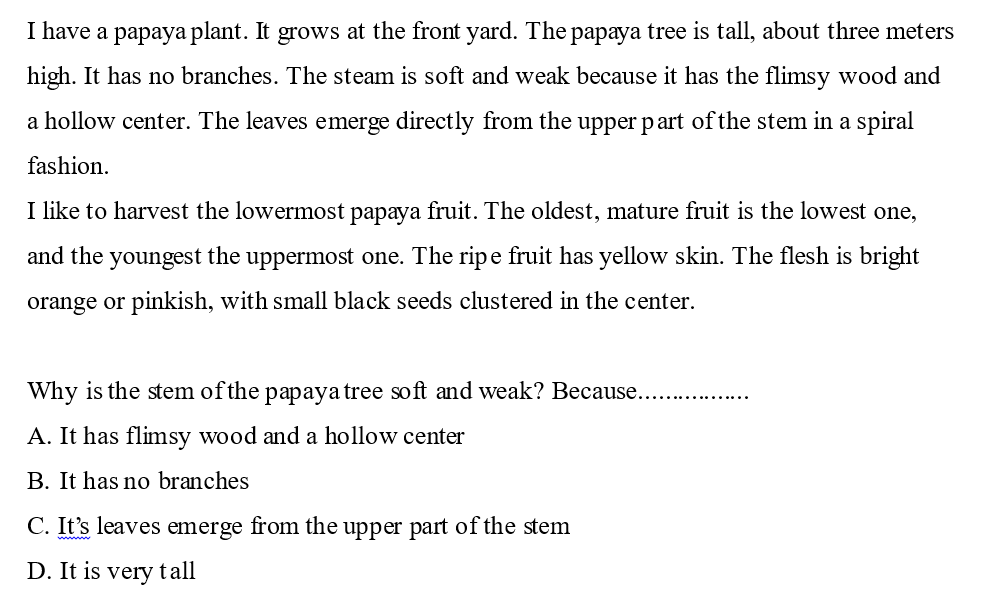 I have a papaya plant. It grows at the front yard. The papaya tree is tall, about three meters
high. It has no branches. The steam is soft and weak because it has the flimsy wood and
a hollow center. The leaves emerge directly from the upper part of the stem in a spiral
fashion.
I like to harvest the lowermost papaya fruit. The oldest, mature fruit is the lowest one,
and the youngest the uppermost one. The ripe fruit has yellow skin. The flesh is bright
orange or pinkish, with small black seeds clustered in the center.
Why is the stem of the papaya tree soft and weak? Because.................
A. It has flimsy wood and a hollow center
B. It has no branches
C. It’s leaves emerge from the upper part of the stem
D. It is very tall